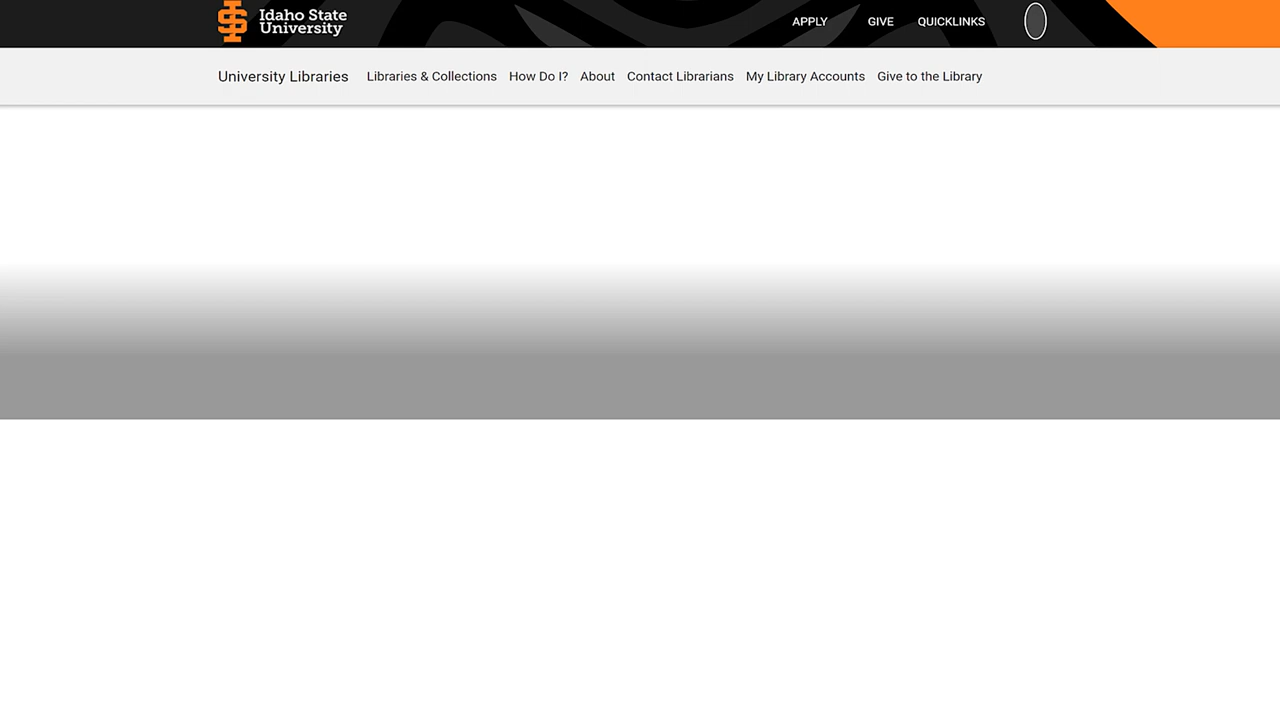 Idaho State
University
APPLY GIVE QUICKLINKS
University Libraries Libraries & Collections How Do I? About Contact Librarians My Library Accounts Give to the Library